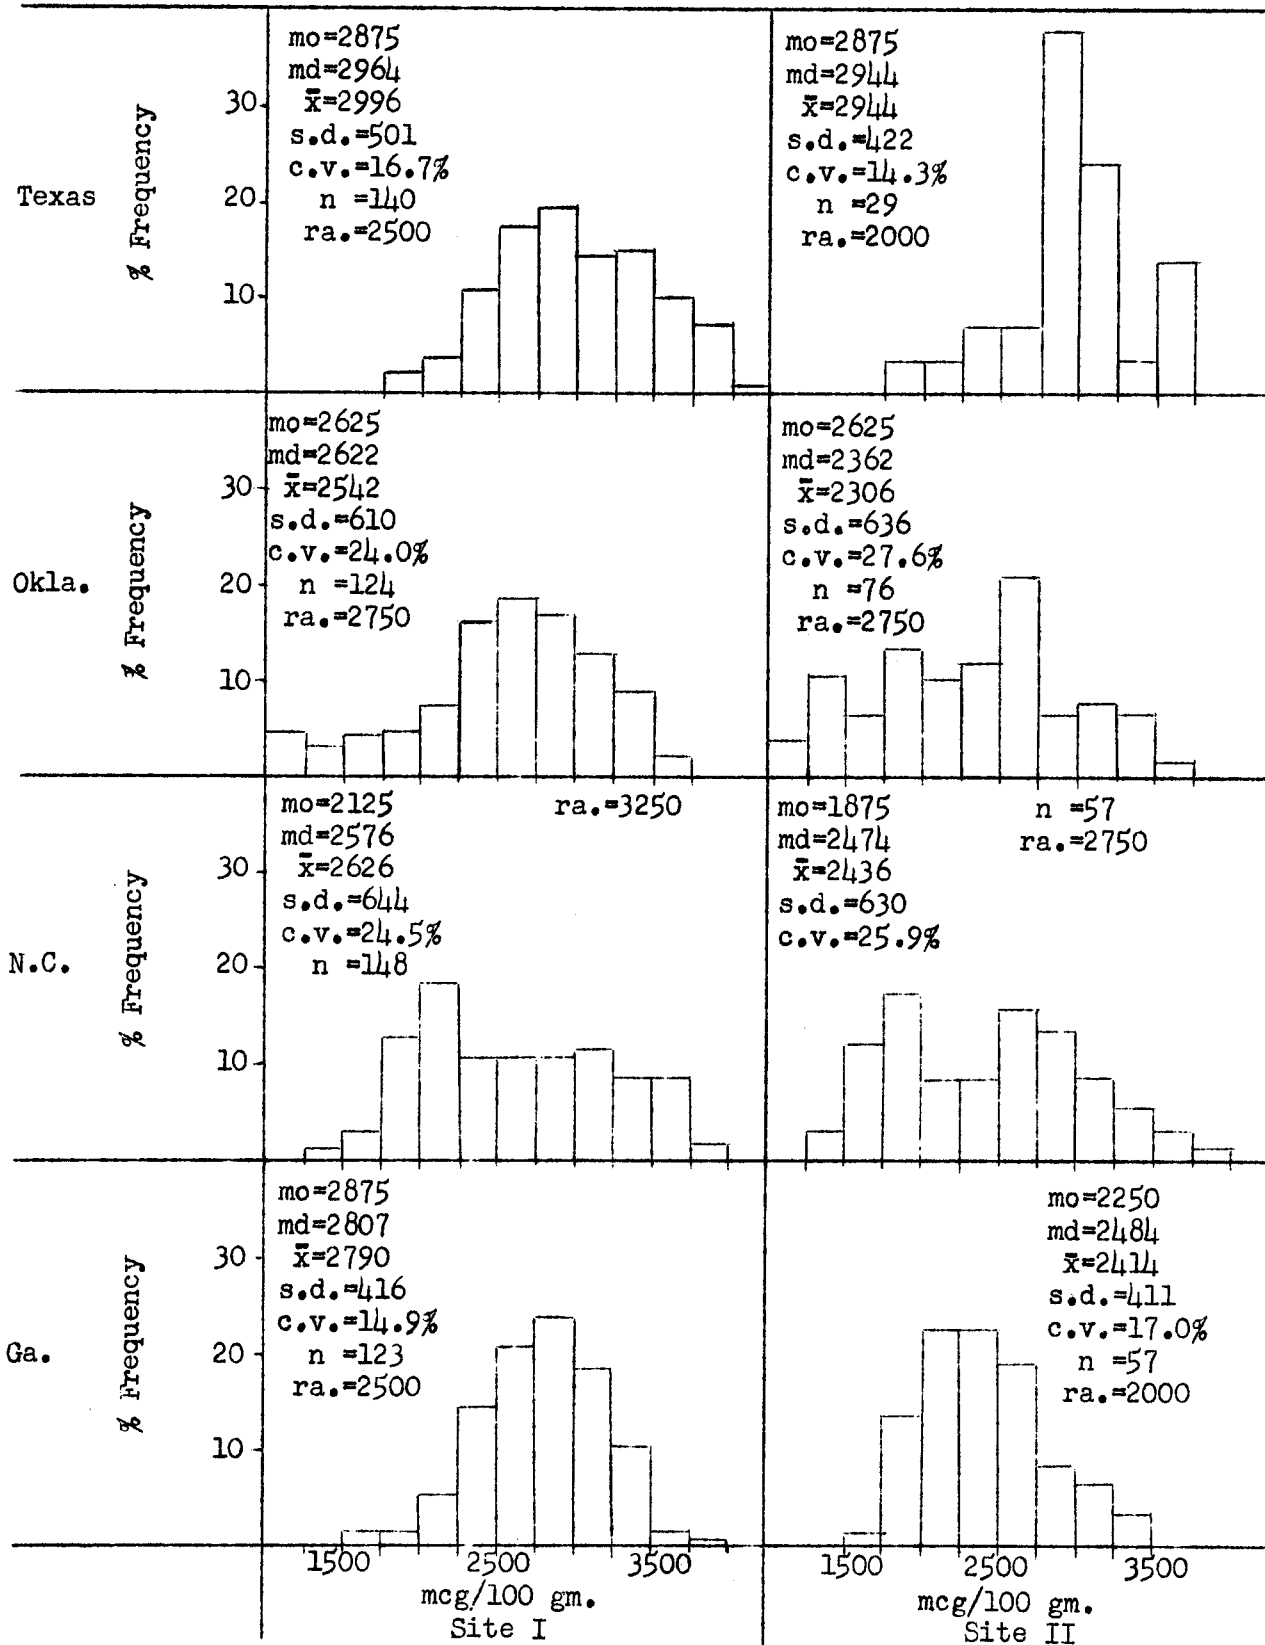 mo=2875
md=2964
x̄=2996
s.d.=501
c.v.=16.7%
n =140
ra.=2500
mo=2875
md=2944
x̄=2944
s.d.=422
c.v.=14.3%
n =29
ra.=2000
Texas
% Frequency
30
20
10
mo=2625
md=2622
x̄=2542
s.d.=610
c.v.=24.0%
n =124
ra.=2750
mo=2625
md=2362
x̄=2306
s.d.=636
c.v.=27.6%
n =76
ra.=2750
Okla.
% Frequency
30
20
10
mo=2125
md=2576
x̄=2626
s.d.=644
c.v.=24.5%
n =148
ra.=3250
mo=1875
md=2474
x̄=2436
s.d.=630
c.v.=25.9%
n =57
ra.=2750
N.C.
% Frequency
30
20
10
mo=2875
md=2807
x̄=2790
s.d.=416
c.v.=14.9%
n =123
ra.=2500
mo=2250
md=2484
x̄=2414
s.d.=411
c.v.=17.0%
n =57
ra.=2000
Ga.
% Frequency
30
20
10
1500 2500 3500
mcg/100 gm.
Site I
1500 2500 3500
mcg/100 gm.
Site II